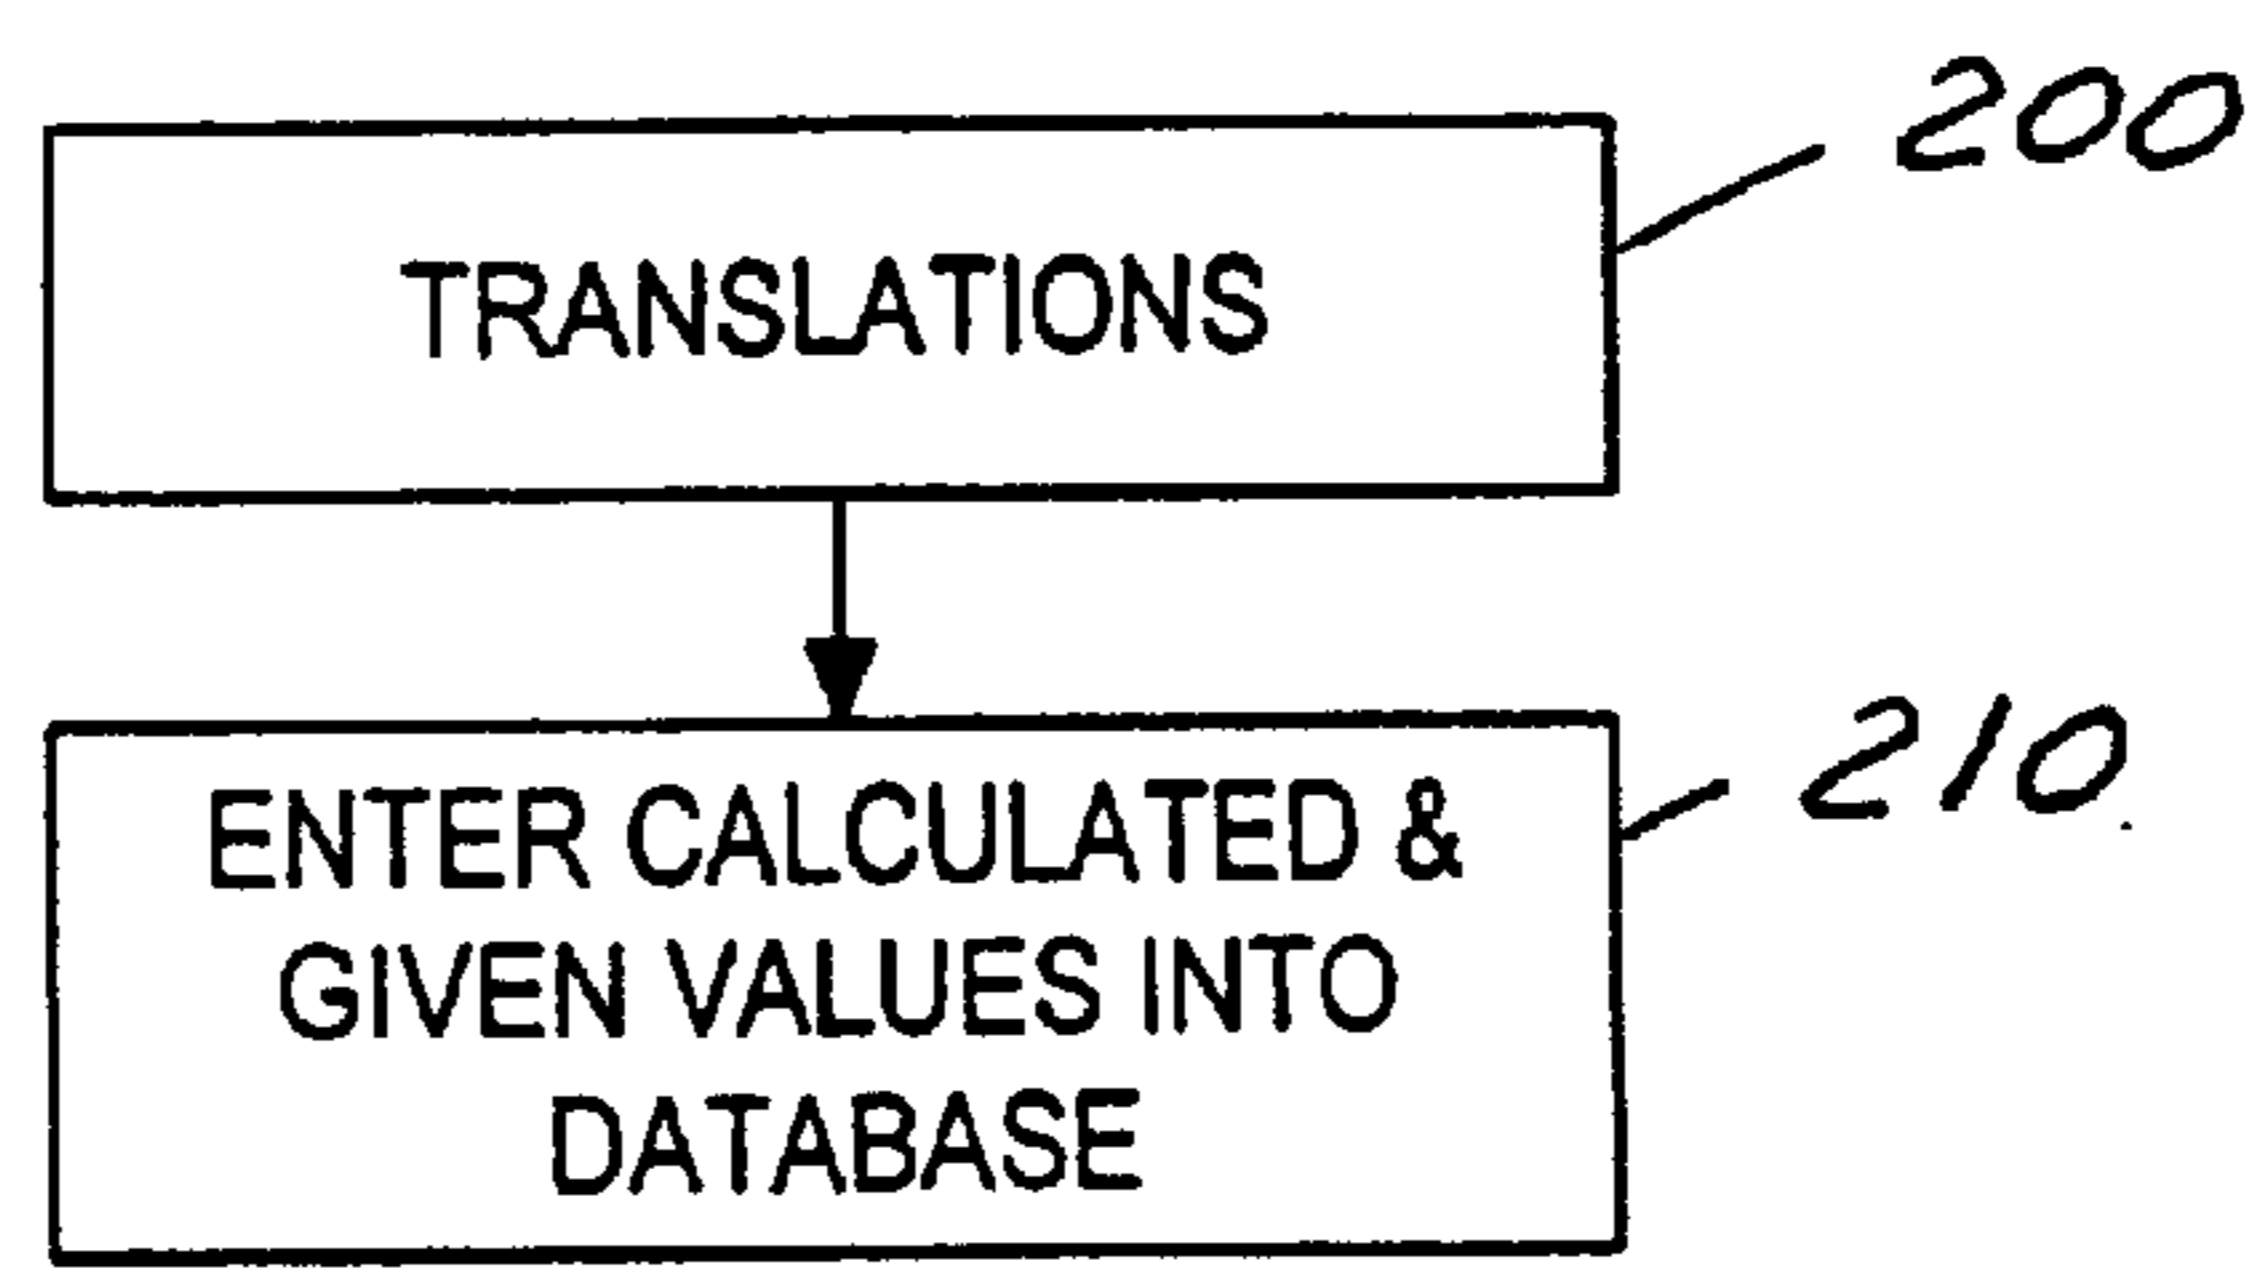 200
TRANSLATIONS
210
ENTER CALCULATED &
GIVEN VALUES INTO
DATABASE